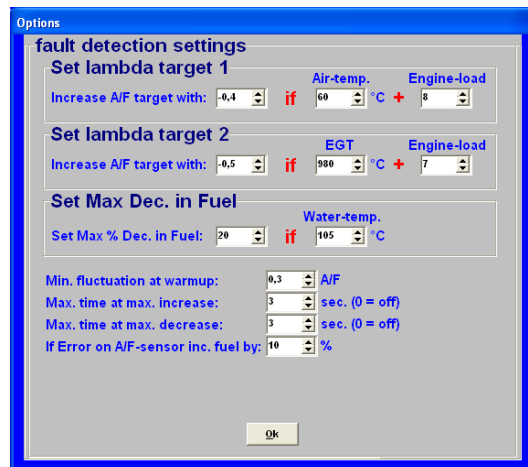 Options
fault detection settings
Set lambda target 1
Air-temp. Engine-load
Increase A/F target with: -0,4 if 60 °C + 8
Set lambda target 2
EGT Engine-load
Increase A/F target with: -0,5 if 980 °C + 7
Set Max Dec. in Fuel
Water-temp.
Set Max % Dec. in Fuel: 20 if 105 °C
Min. fluctuation at warmup: 0,3 A/F
Max. time at max. increase: 3 sec. (0 = off)
Max. time at max. decrease: 3 sec. (0 = off)
If Error on A/F-sensor inc. fuel by: 10 %
Ok